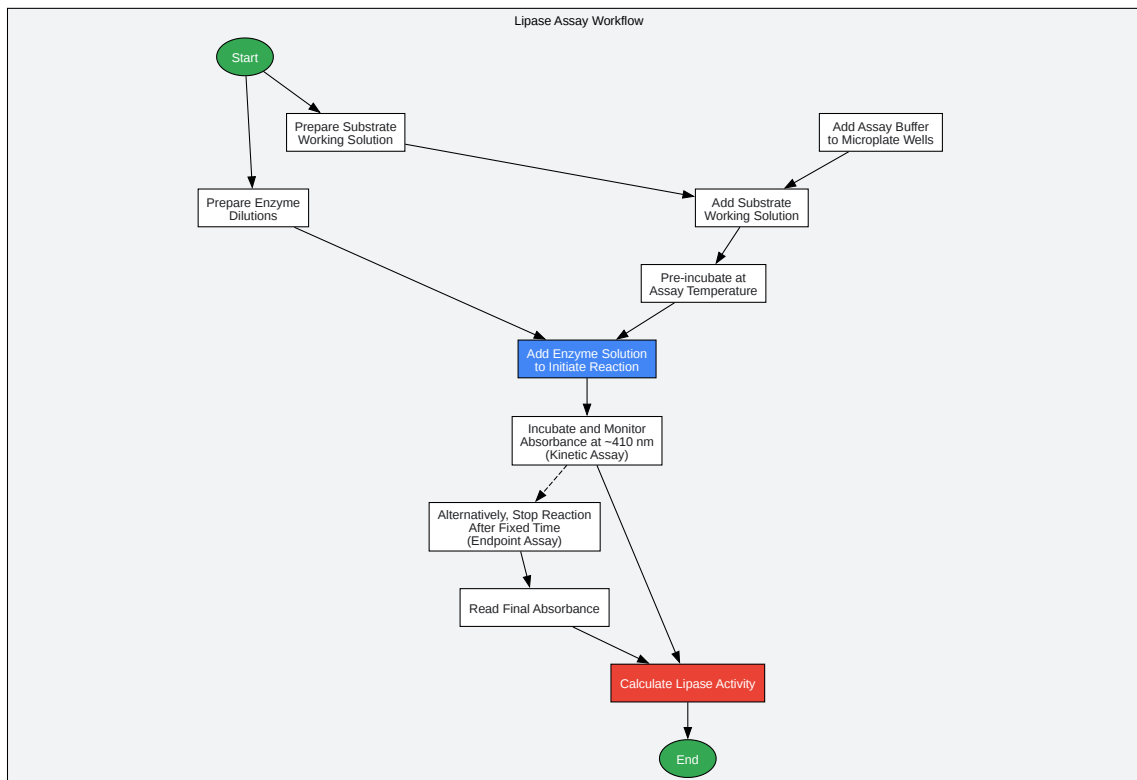 Lipase Assay Workflow
Start
Prepare Substrate
Working Solution
Add Assay Buffer
to Microplate Wells
Prepare Enzyme
Dilutions
Add Substrate
Working Solution
Pre-incubate at
Assay Temperature
Add Enzyme Solution
to Initiate Reaction
Incubate and Monitor
Absorbance at ~410 nm
(Kinetic Assay)
Alternatively, Stop Reaction
After Fixed Time
(Endpoint Assay)
Read Final Absorbance
Calculate Lipase Activity
End